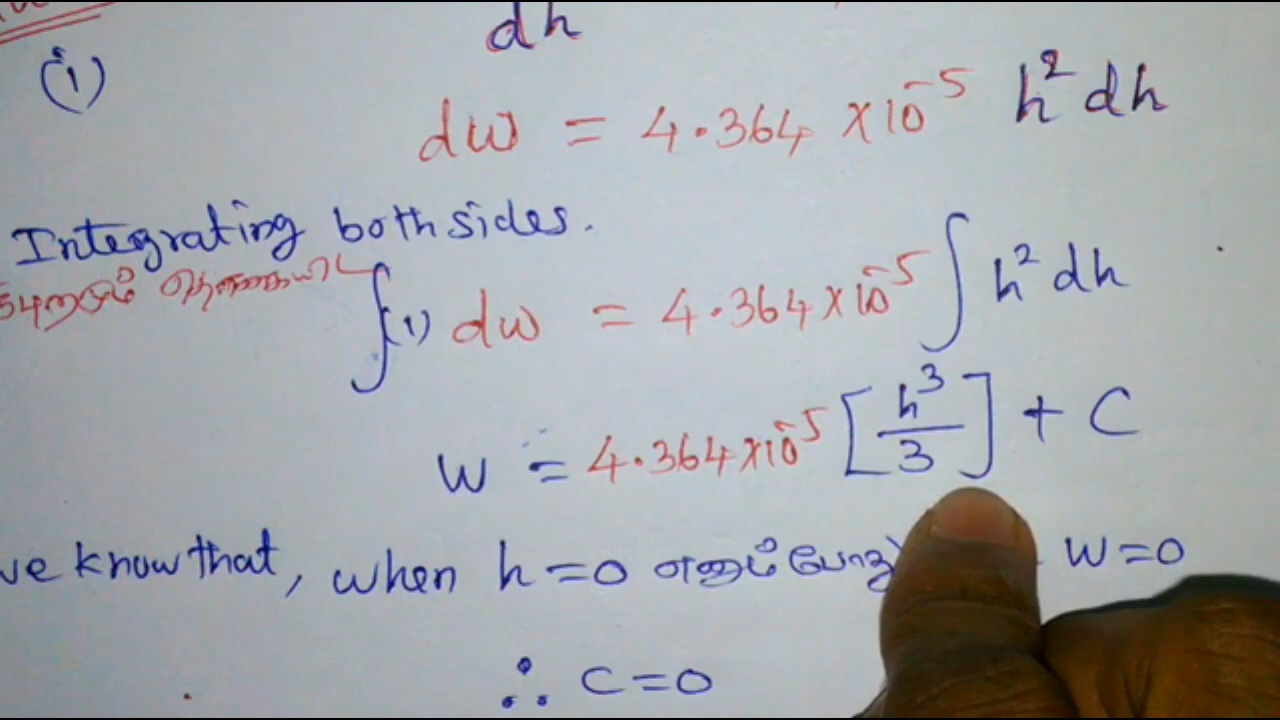 dh
(i)
dw = 4.364 × 10⁻⁵ h² dh
Integrating both sides.
∫(1) dw = 4.364 × 10⁻⁵ ∫ h² dh
w = 4.364 × 10⁻⁵ [h³/3] + C
we know that, when h = 0 எனும்போது w = 0
∴ C = 0